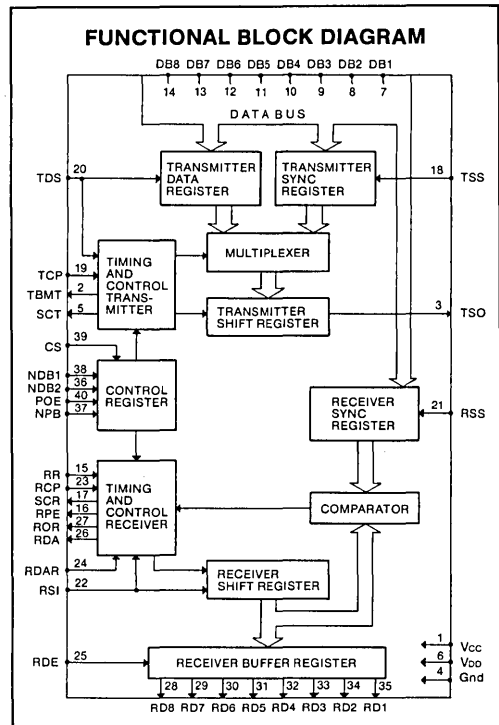 FUNCTIONAL BLOCK DIAGRAM
DB8 DB7 DB6 DB5 DB4 DB3 DB2 DB1
14 13 12 11 10 9 8 7
DATA BUS
TDS 20
TRANSMITTER DATA REGISTER
TRANSMITTER SYNC REGISTER
18 TSS
TCP 19
TBMT 2
SCT 5
TIMING AND CONTROL TRANS-MITTER
MULTIPLEXER
TRANSMITTER SHIFT REGISTER
3 TSO
CS 39
NDB1 38
NDB2 36
POE 40
NPB 37
CONTROL REGISTER
RECEIVER SYNC REGISTER
21 RSS
RR 15
RCP 23
SCR 17
RPE 16
ROR 27
RDA 26
TIMING AND CONTROL RECEIVER
COMPARATOR
RDAR 24
RSI 22
RECEIVER SHIFT REGISTER
1 VCC
6 VDD
4 Gnd
RDE 25
RECEIVER BUFFER REGISTER
28 29 30 31 32 33 34 35
RD8 RD7 RD6 RD5 RD4 RD3 RD2 RD1